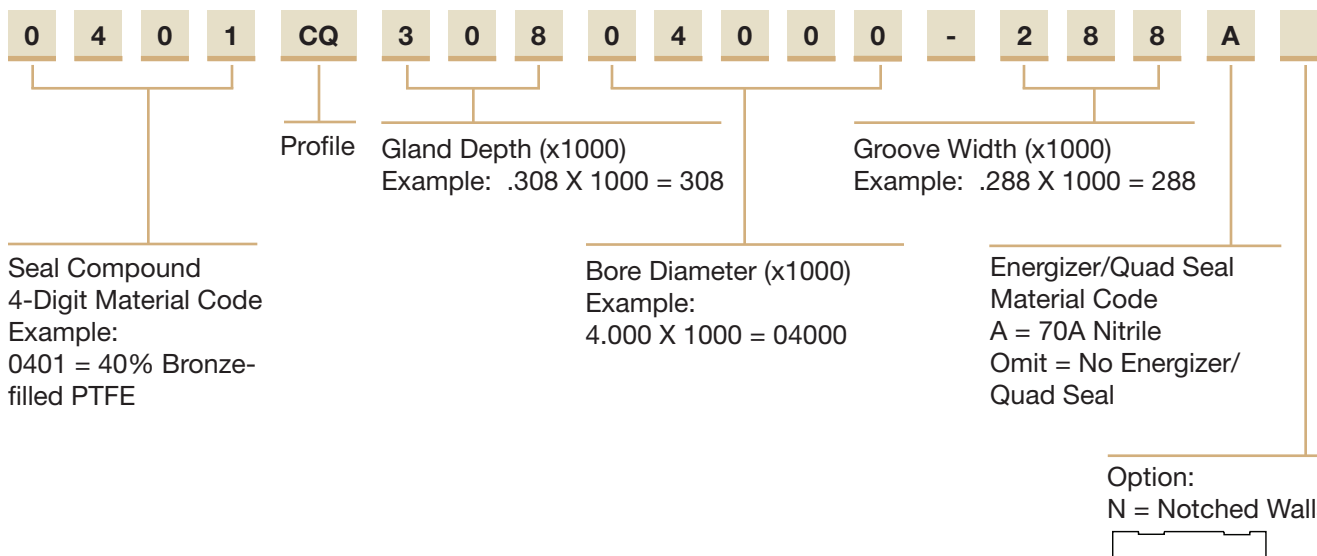 0 4 0 1 CQ 3 0 8 0 4 0 0 0 - 2 8 8 A
Profile
Gland Depth (x1000)
Example: .308 X 1000 = 308
Groove Width (x1000)
Example: .288 X 1000 = 288
Seal Compound
4-Digit Material Code
Example:
0401 = 40% Bronze-
filled PTFE
Bore Diameter (x1000)
Example:
4.000 X 1000 = 04000
Energizer/Quad Seal
Material Code
A = 70A Nitrile
Omit = No Energizer/
Quad Seal
Option:
N = Notched Wall